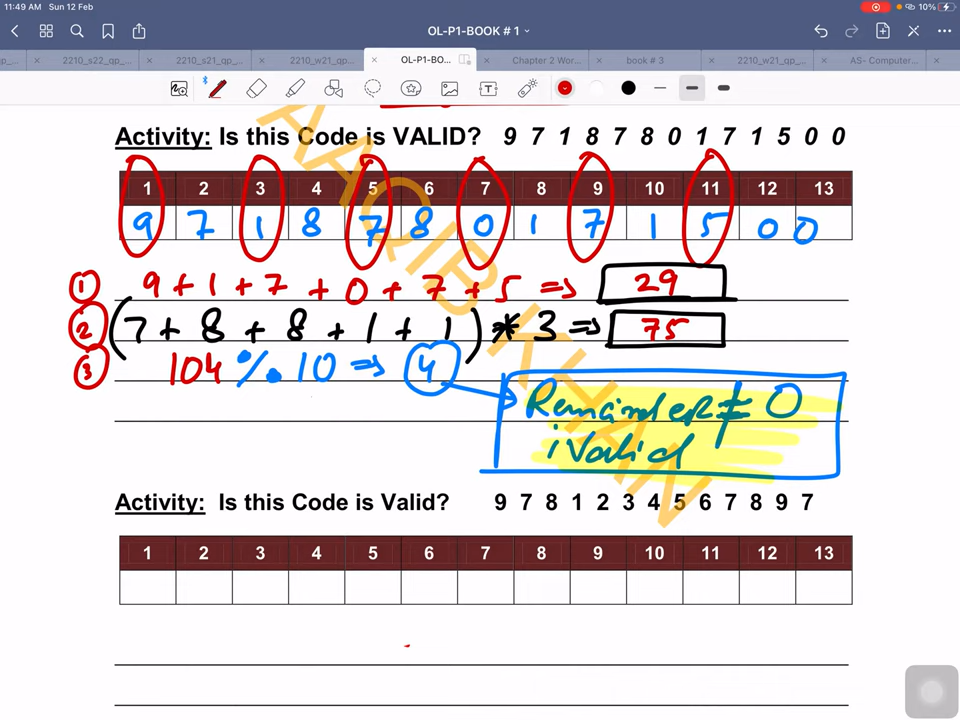 11:49 AM Sun 12 Feb
10%
OL-P1-BOOK # 1
2210_s22_qp_...
2210_s21_qp_...
2210_w21_qp...
OL-P1-BO...
Chapter 2 Wor...
book # 3
2210_w21_qp_...
AS- Computer...
Activity: Is this Code is VALID? 9 7 1 8 7 8 0 1 7 1 5 0 0
1 2 3 4 5 6 7 8 9 10 11 12 13
9 7 1 8 7 8 0 1 7 1 5 0 0
① 9 + 1 + 7 + 0 + 7 + 5 => 29
② (7 + 8 + 8 + 1 + 1) * 3 => 75
③ 104 % 10 => 4
Remainder ≠ 0
iValid
Activity: Is this Code is Valid? 9 7 8 1 2 3 4 5 6 7 8 9 7
1 2 3 4 5 6 7 8 9 10 11 12 13
AAQIB KHAN